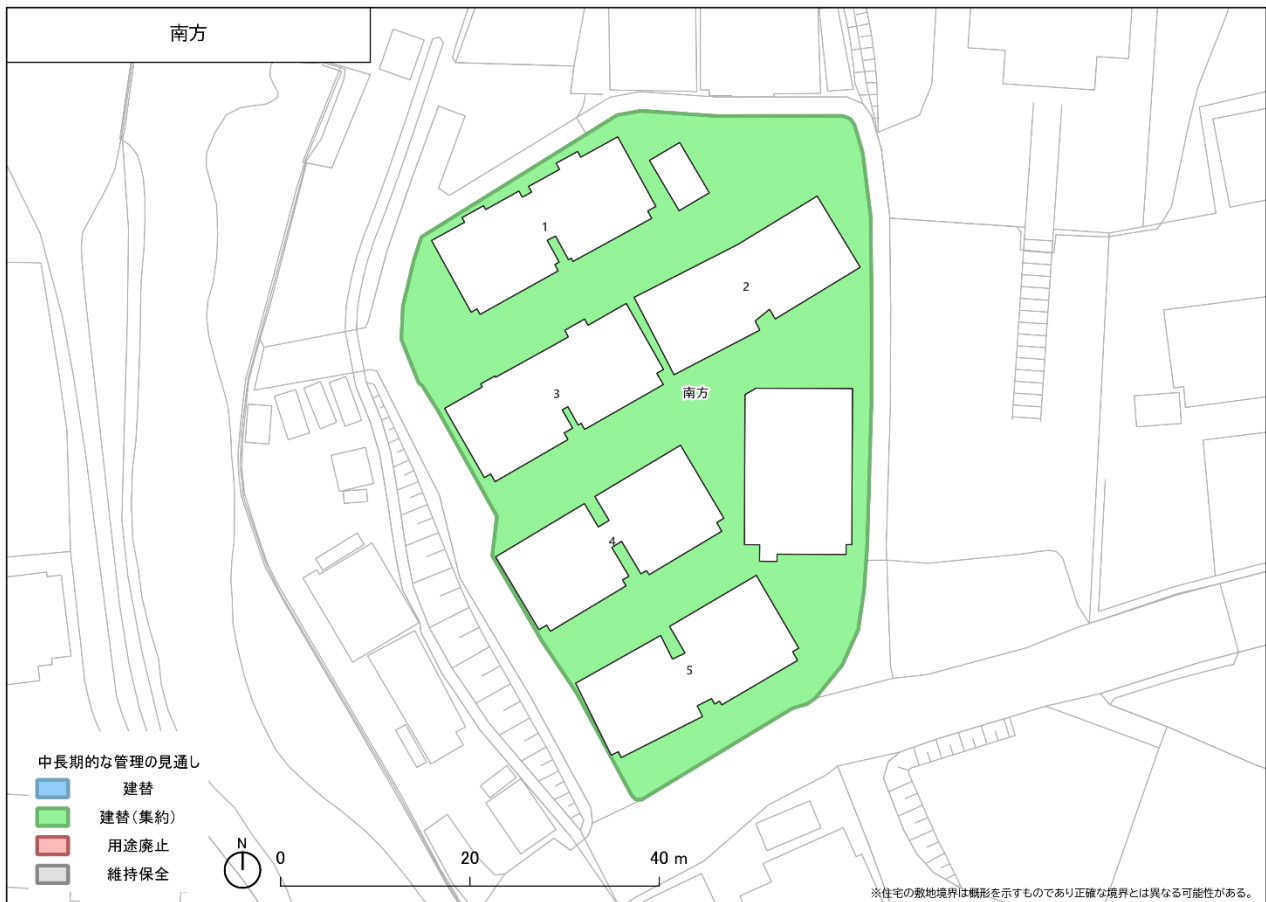 南方
1
2
3
南方
4
5
中長期的な管理の見通し
建替
建替(集約)
用途廃止
維持保全
N
0 20 40 m
※住宅の敷地境界は概形を示すものであり正確な境界とは異なる可能性がある。